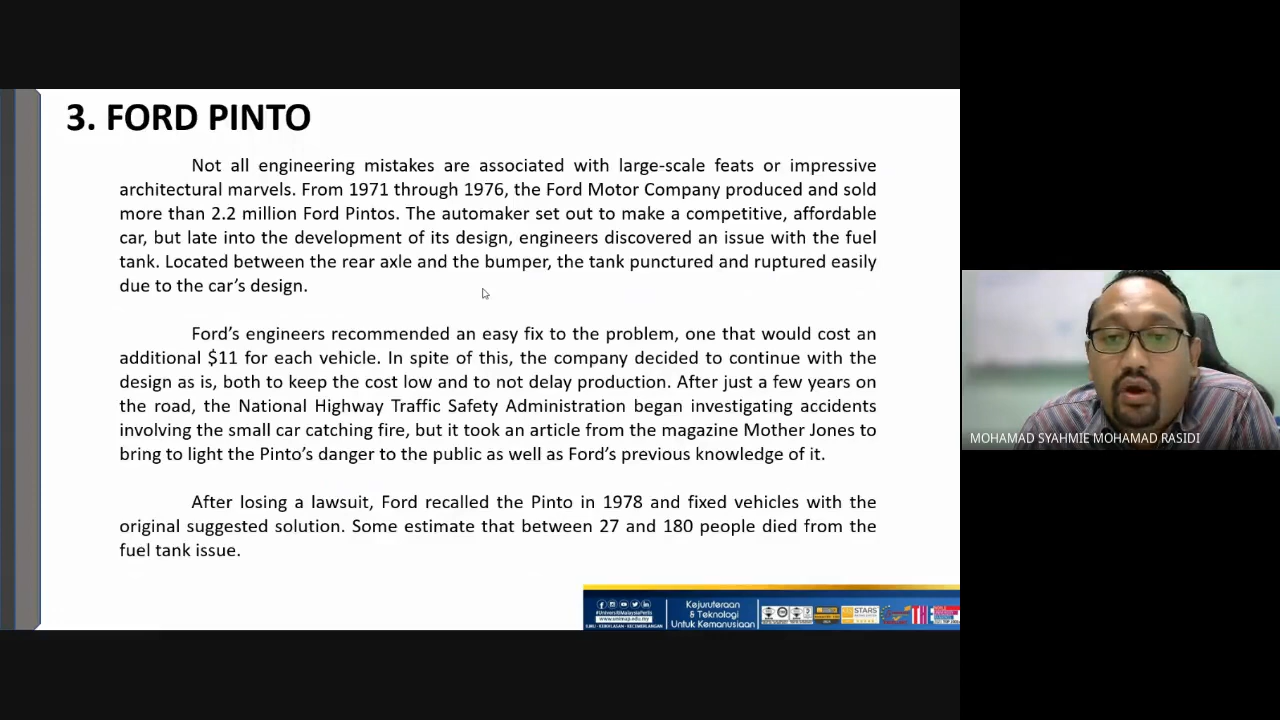 3. FORD PINTO
Not all engineering mistakes are associated with large-scale feats or impressive
architectural marvels. From 1971 through 1976, the Ford Motor Company produced and sold
more than 2.2 million Ford Pintos. The automaker set out to make a competitive, affordable
car, but late into the development of its design, engineers discovered an issue with the fuel
tank. Located between the rear axle and the bumper, the tank punctured and ruptured easily
due to the car’s design.
Ford’s engineers recommended an easy fix to the problem, one that would cost an
additional $11 for each vehicle. In spite of this, the company decided to continue with the
design as is, both to keep the cost low and to not delay production. After just a few years on
the road, the National Highway Traffic Safety Administration began investigating accidents
involving the small car catching fire, but it took an article from the magazine Mother Jones to
bring to light the Pinto’s danger to the public as well as Ford’s previous knowledge of it.
After losing a lawsuit, Ford recalled the Pinto in 1978 and fixed vehicles with the
original suggested solution. Some estimate that between 27 and 180 people died from the
fuel tank issue.
www.unimap.edu.my
Kejuruteraan
& Teknologi
Untuk Kemanusiaan
STARS
MOHAMAD SYAHMIE MOHAMAD RASIDI